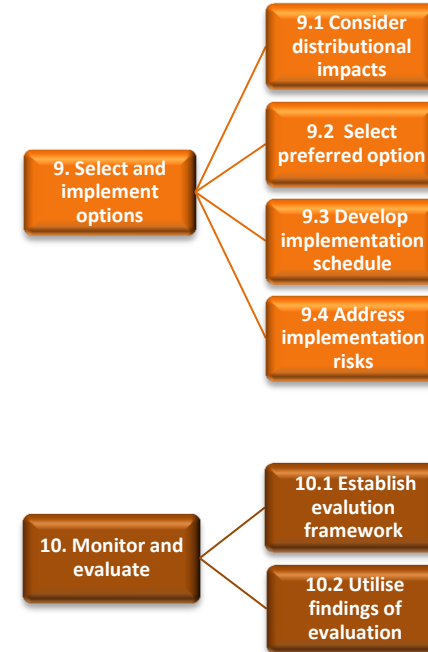 9. Select and
implement
options
9.1 Consider
distributional
impacts
9.2 Select
preferred option
9.3 Develop
implementation
schedule
9.4 Address
implementation
risks
10. Monitor and
evaluate
10.1 Establish
evalution
framework
10.2 Utilise
findings of
evaluation